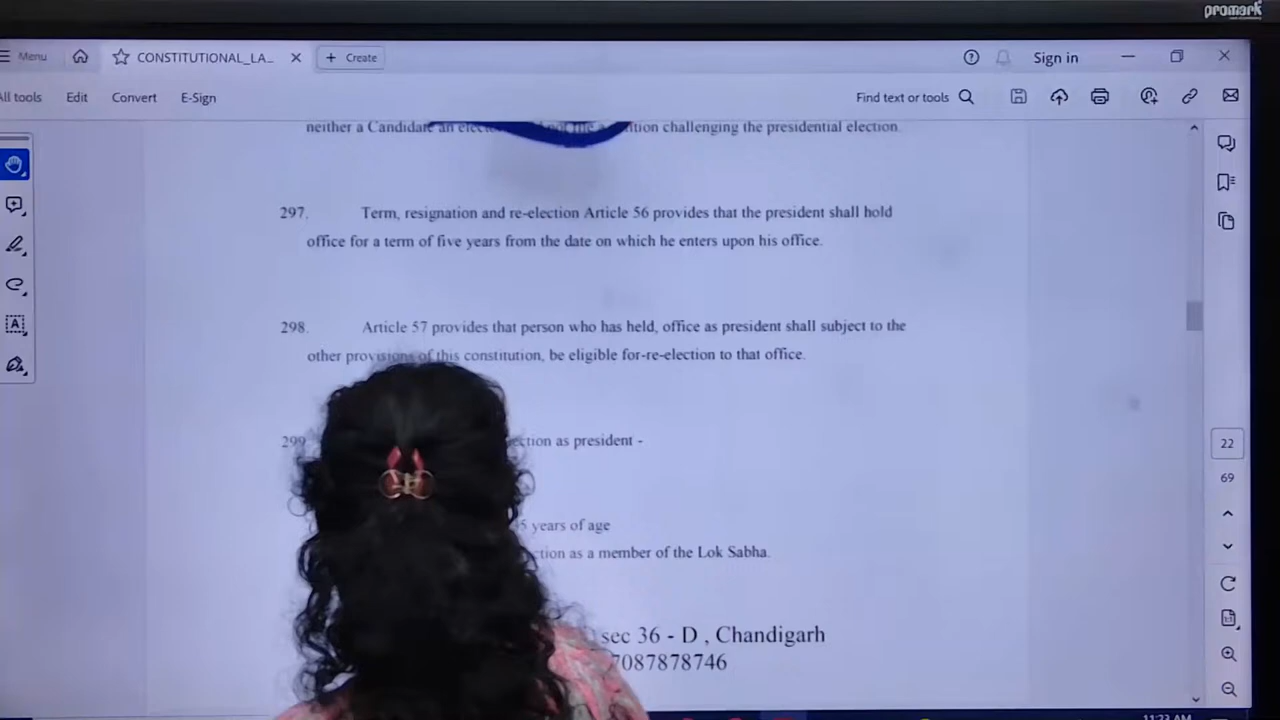 promark
Menu
CONSTITUTIONAL_LA...
Create
Sign in
All tools
Edit
Convert
E-Sign
Find text or tools
neither a Candidate an challenging the presidential election
297. Term, resignation and re-election Article 56 provides that the president shall hold
office for a term of five years from the date on which he enters upon his office.
298. Article 57 provides that person who has held, office as president shall subject to the
other provisions of this constitution, be eligible for-re-election to that office.
299 as president -
years of age
as a member of the Lok Sabha.
sec 36 - D , Chandigarh
7087878746
22
69